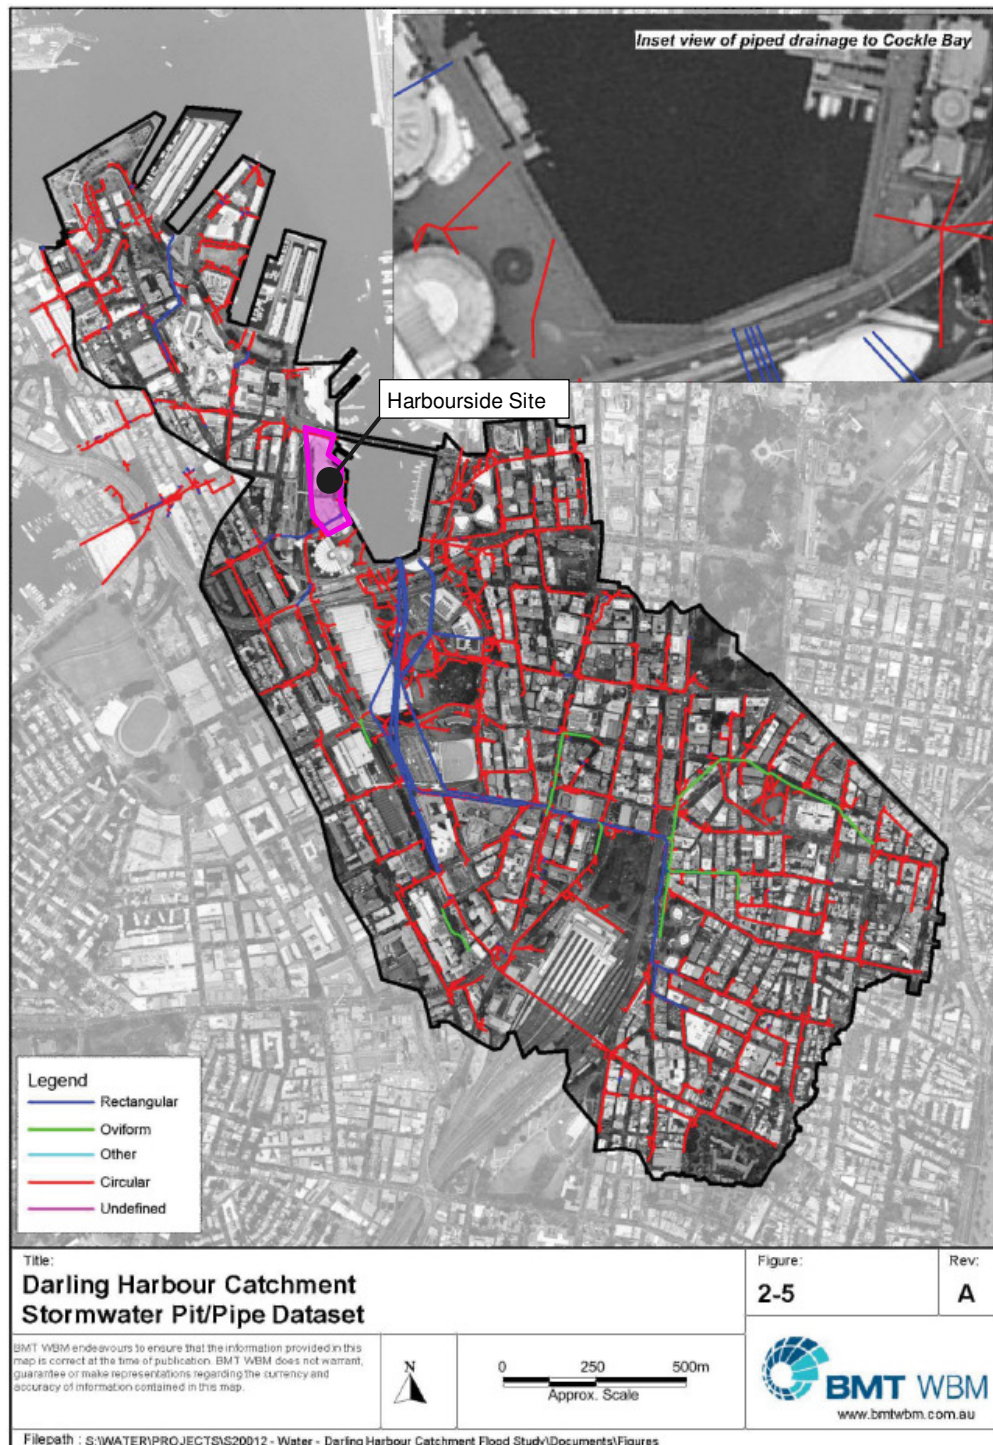 Inset view of piped drainage to Cockle Bay
Harbourside Site
Legend
Rectangular
Oviform
Other
Circular
Undefined
Title:
Darling Harbour Catchment
Stormwater Pit/Pipe Dataset
Figure:
2-5
Rev:
A
BMT WBM endeavours to ensure that the information provided in this
map is correct at the time of publication. BMT WBM does not warrant,
guarantee or make representations regarding the currency and
accuracy of information contained in this map.
N
0 250 500m
Approx. Scale
BMT WBM
www.bmtwbm.com.au
Filepath : S:\WATER\PROJECTS\S20012 - Water - Darling Harbour Catchment Flood Study\Documents\Figures